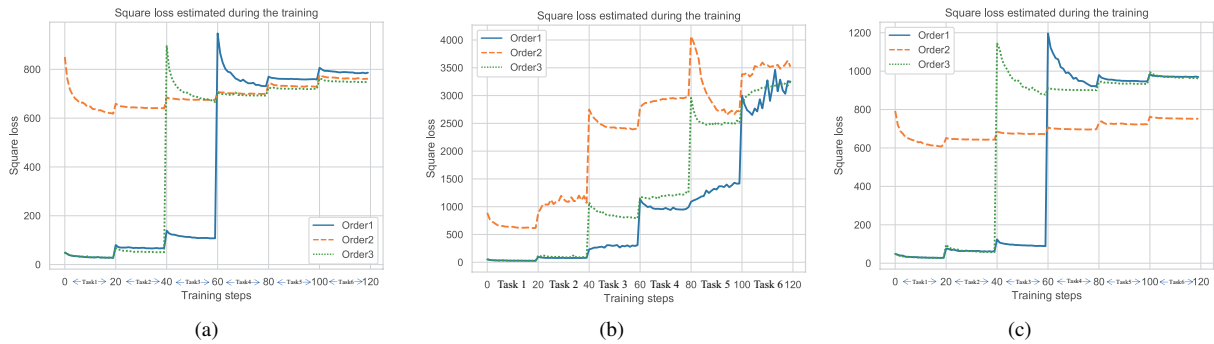 Square loss estimated during the training
Square loss
800
600
400
200
0
Order1
Order2
Order3
0 20 40 60 80 100 120
Task1 Task2 Task3 Task4 Task5 Task6
Training steps
(a)
Square loss estimated during the training
Order1
Order2
Order3
Square loss
4000
3500
3000
2500
2000
1500
1000
500
0
0 Task 1 20 Task 2 40 Task 3 60 Task 4 80 Task 5 100 Task 6 120
Training steps
(b)
Square loss estimated during the training
Order1
Order2
Order3
Square loss
1200
1000
800
600
400
200
0
0 20 40 60 80 100 120
Task1 Task2 Task3 Task4 Task5 Task6
Training steps
(c)